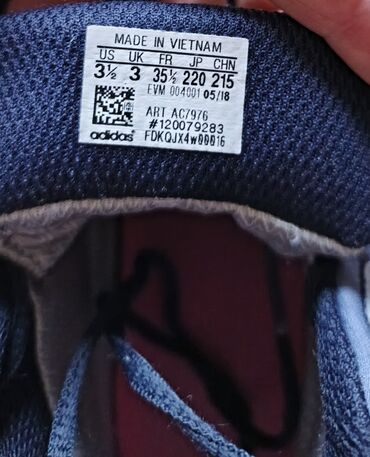 MADE IN VIETNAM
US UK FR JP CHN
3½ 3 35½ 220 215
EVM 004001 05/18
ART AC7976
#120079283
adidas FDKQJX4W00016